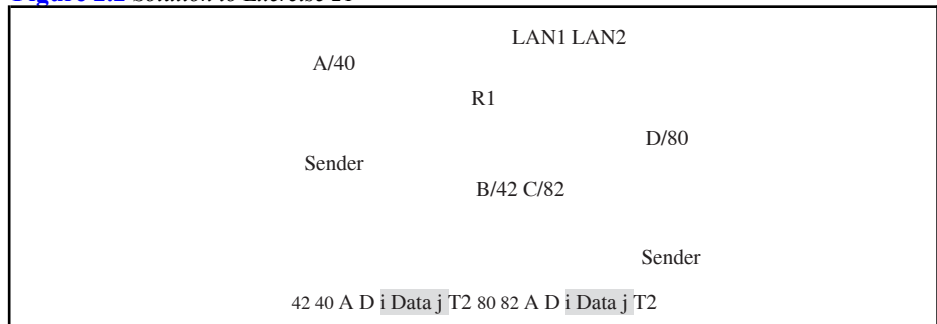 Figure 2.2 Solution to Exercise 21
LAN1 LAN2
A/40
R1
D/80
Sender
B/42 C/82
Sender
42 40 A D i Data j T2 80 82 A D i Data j T2